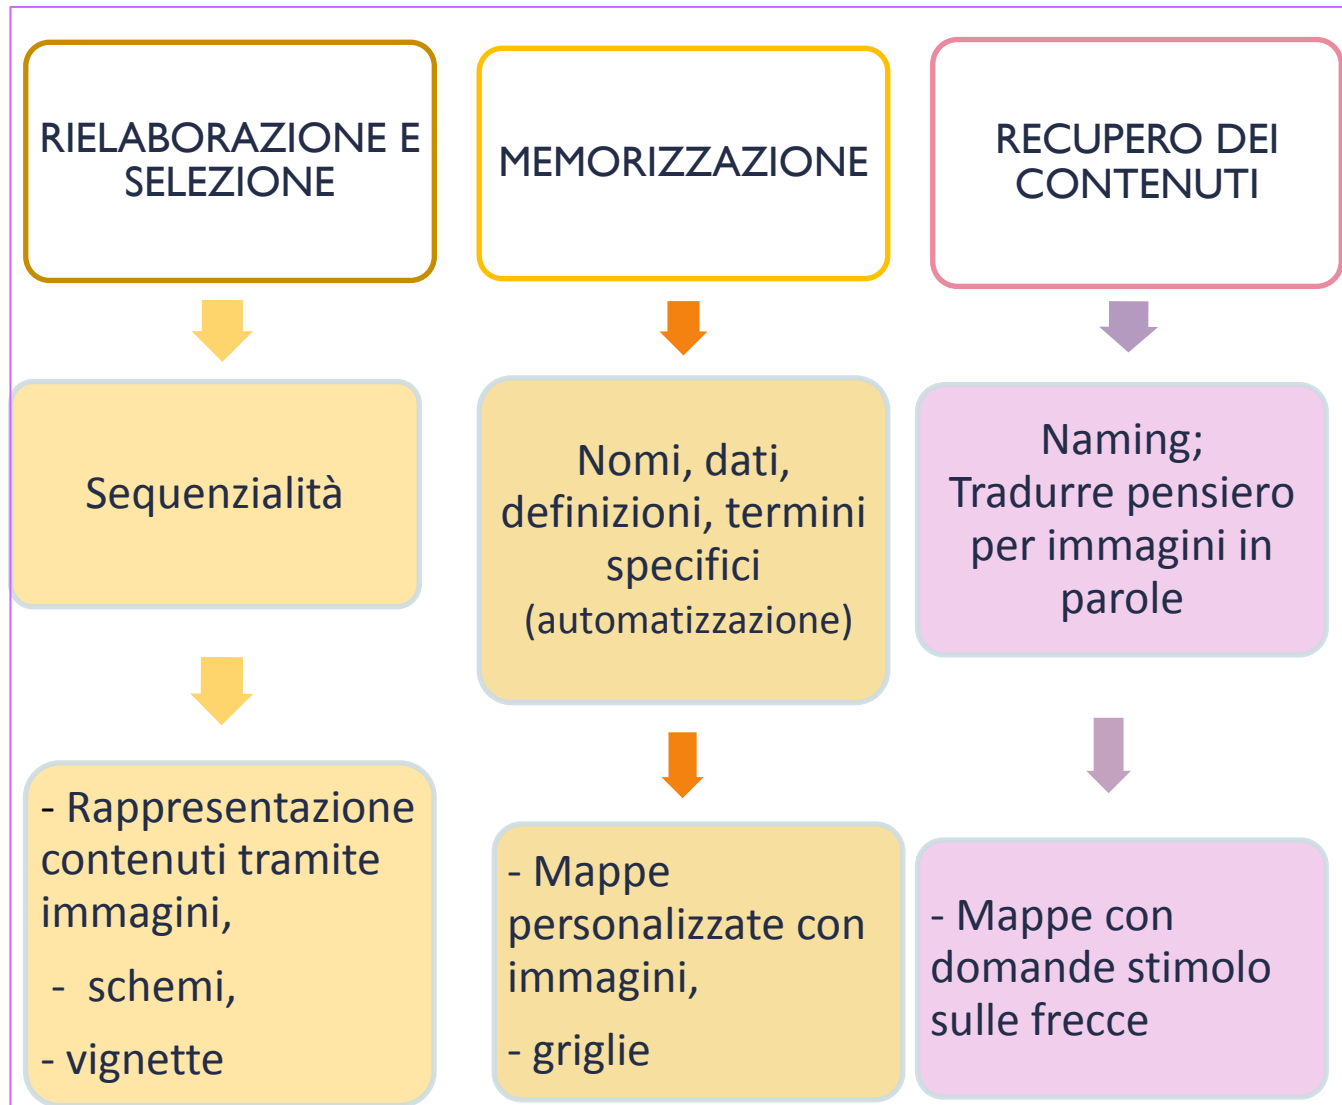 RIELABORAZIONE E
SELEZIONE
MEMORIZZAZIONE
RECUPERO DEI
CONTENUTI
Sequenzialità
Nomi, dati,
definizioni, termini
specifici
(automatizzazione)
Naming;
Tradurre pensiero
per immagini in
parole
- Rappresentazione
contenuti tramite
immagini,
- schemi,
- vignette
- Mappe
personalizzate con
immagini,
- griglie
- Mappe con
domande stimolo
sulle frecce